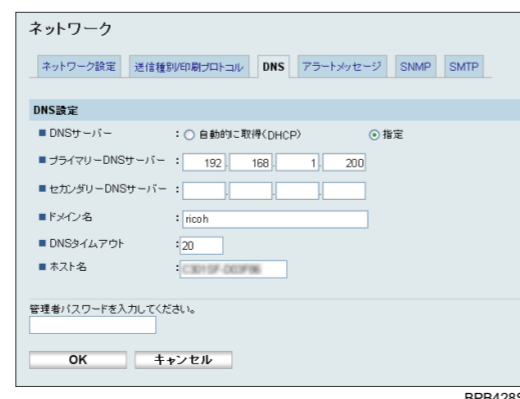 ネットワーク
ネットワーク設定 送信種別/印刷プロトコル DNS アラートメッセージ SNMP SMTP
DNS設定
DNSサーバー : 自動的に取得(DHCP) 指定
プライマリーDNSサーバー : 192. 168. 1. 200
セカンダリーDNSサーバー : . . .
ドメイン名 : ricoh
DNSタイムアウト : 20
ホスト名 :
管理者パスワードを入力してください。
OK キャンセル